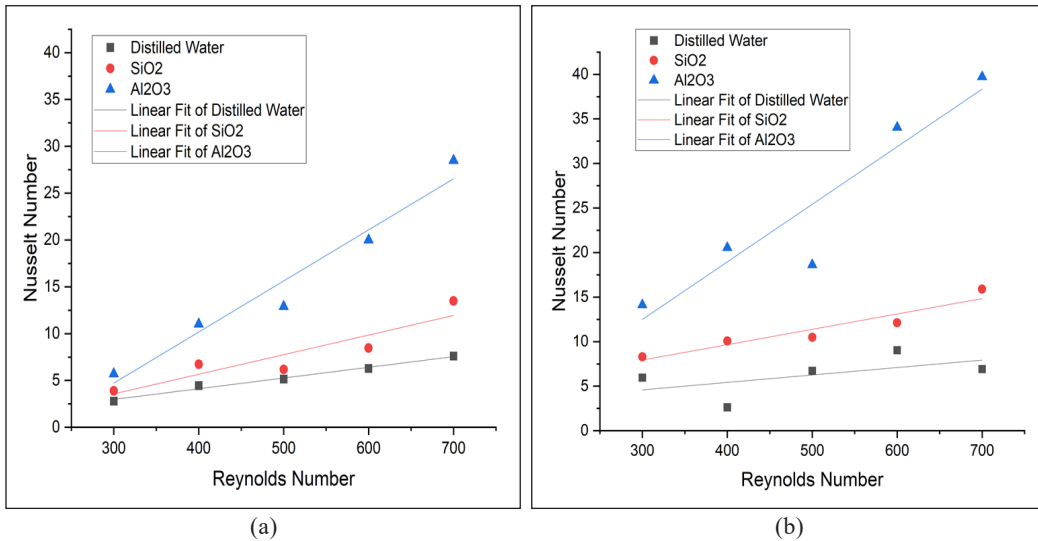 40
35
30
25
20
15
10
5
0
Nusselt Number
Distilled Water
SiO2
Al2O3
Linear Fit of Distilled Water
Linear Fit of SiO2
Linear Fit of Al2O3
300 400 500 600 700
Reynolds Number
(a)
40
35
30
25
20
15
10
5
0
Nusselt Number
Distilled Water
SiO2
Al2O3
Linear Fit of Distilled Water
Linear Fit of SiO2
Linear Fit of Al2O3
300 400 500 600 700
Reynolds Number
(b)